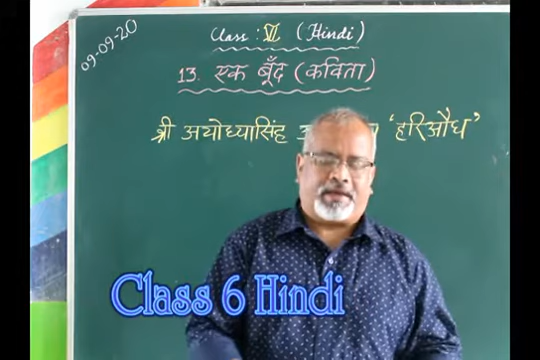 09-09-20
Class : VI (Hindi)
13. एक बूँद (कविता)
श्री अयोध्यासिंह 'हरिऔध'
Class 6 Hindi